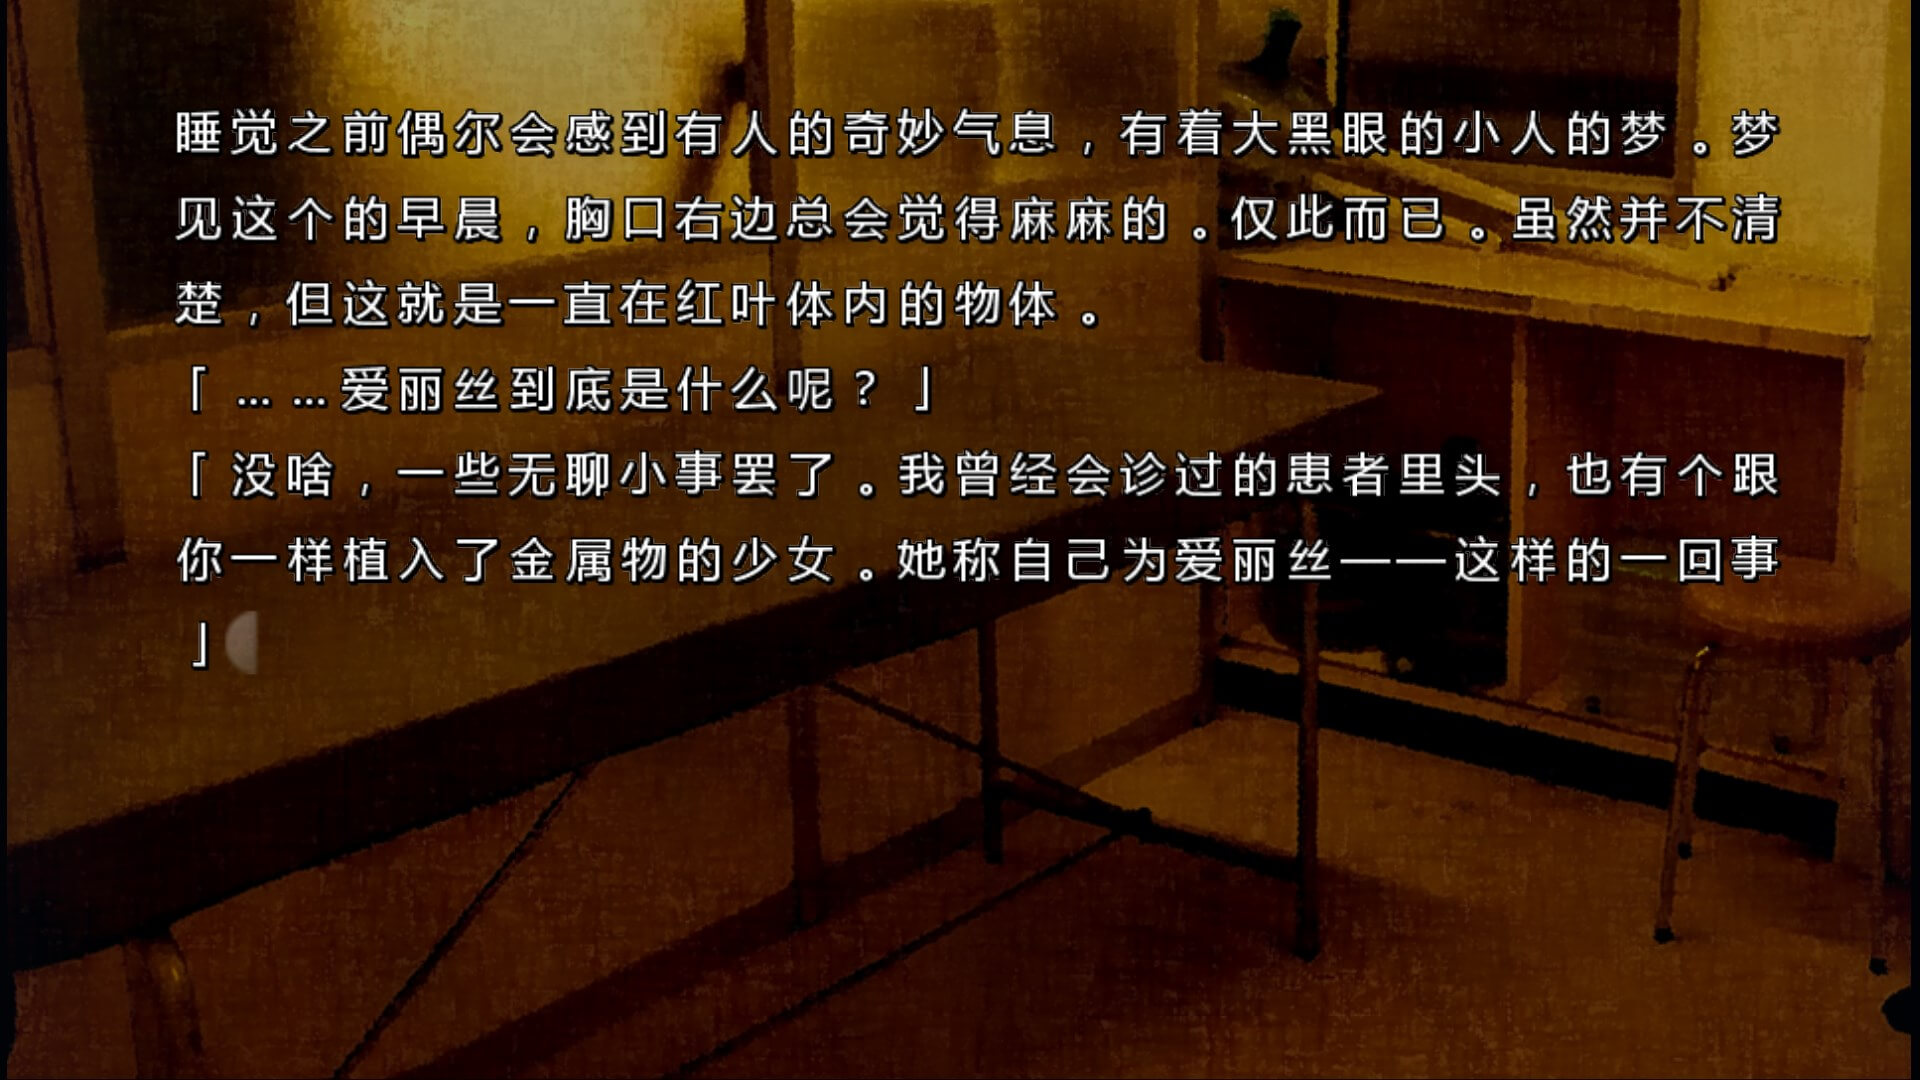 睡觉之前偶尔会感到有人的奇妙气息，有着大黑眼的小人的梦。梦
见这个的早晨，胸口右边总会觉得麻麻的。仅此而已。虽然并不清
楚，但这就是一直在红叶体内的物体。
「……爱丽丝到底是什么呢？」
「没啥，一些无聊小事罢了。我曾经会诊过的患者里头，也有个跟
你一样植入了金属物的少女。她称自己为爱丽丝——这样的一回事
」